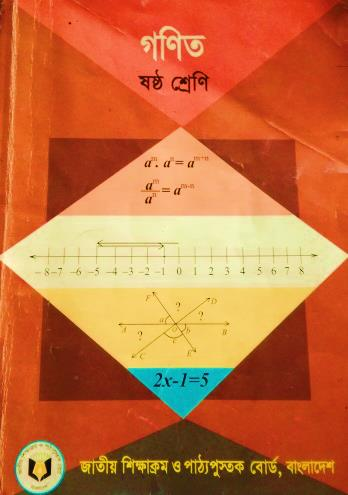 গণিত
ষষ্ঠ শ্রেণি
aᵐ. aⁿ = aᵐ⁺ⁿ
aᵐ/aⁿ = aᵐ⁻ⁿ
–8 –7 –6 –5 –4 –3 –2 –1 0 1 2 3 4 5 6 7 8
F ? D
a ?
A b B
? c
C E
2x-1=5
জাতীয় শিক্ষাক্রম ও পাঠ্যপুস্তক বোর্ড, বাংলাদেশ